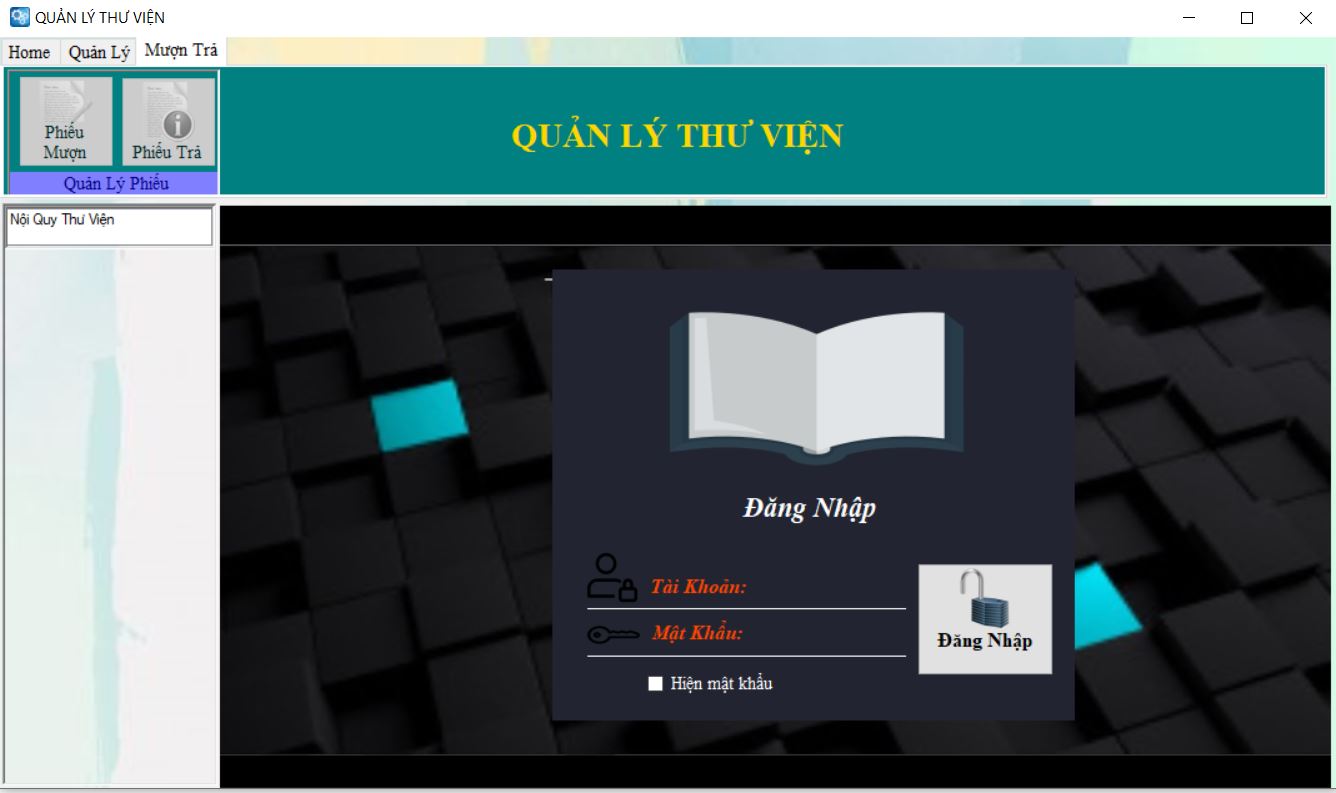 QUẢN LÝ THƯ VIỆN
Home Quản Lý Mượn Trả
Phiếu
Mượn
Phiếu Trả
Quản Lý Phiếu
QUẢN LÝ THƯ VIỆN
Nội Quy Thư Viện
Đăng Nhập
Tài Khoản:
Mật Khẩu:
Đăng Nhập
Hiện mật khẩu